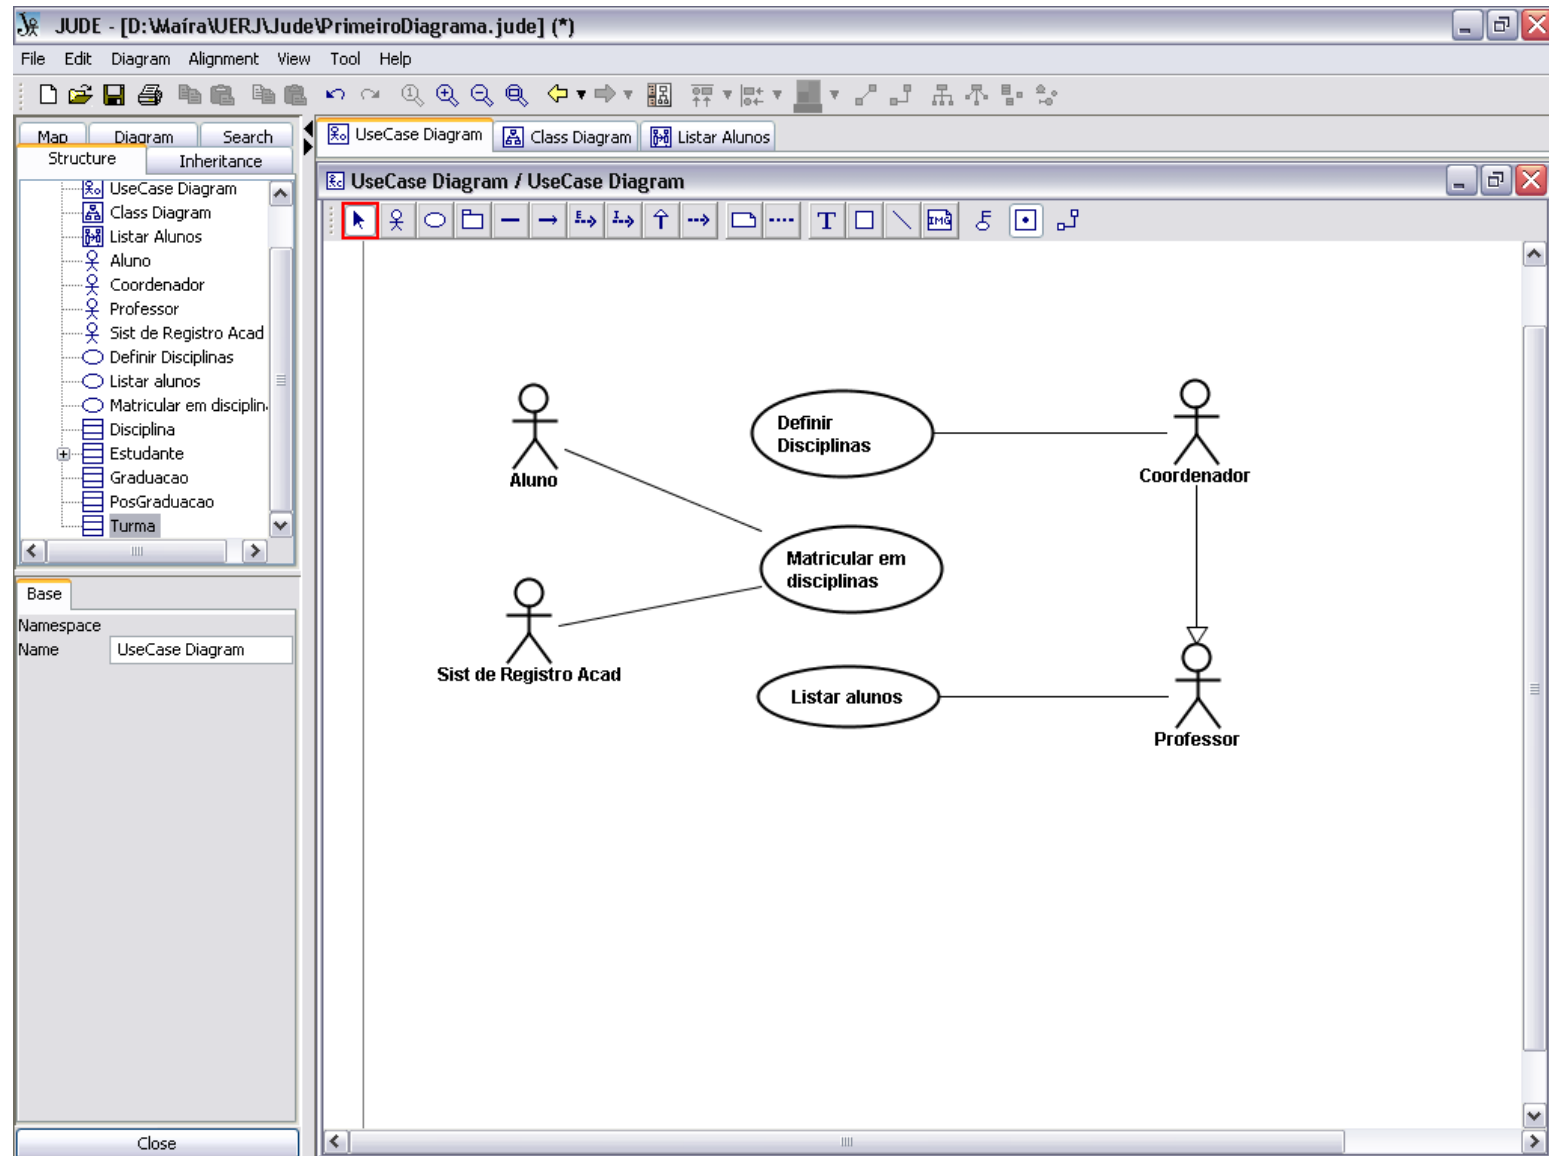 JUDE - [D:\Maíra\UERJ\Jude\PrimeiroDiagrama.jude] (*)
File Edit Diagram Alignment View Tool Help
Map Diagram Search
Structure Inheritance
UseCase Diagram
Class Diagram
Listar Alunos
Aluno
Coordenador
Professor
Sist de Registro Acad
Definir Disciplinas
Listar alunos
Matricular em disciplin
Disciplina
Estudante
Graduacao
PosGraduacao
Turma
Base
Namespace
Name UseCase Diagram
Close
UseCase Diagram Class Diagram Listar Alunos
UseCase Diagram / UseCase Diagram
T
IMG
Aluno
Definir
Disciplinas
Coordenador
Matricular em
disciplinas
Sist de Registro Acad
Listar alunos
Professor